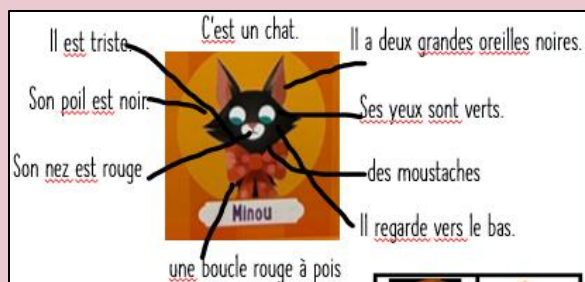 C'est un chat.
Il est triste.
Il a deux grandes oreilles noires.
Son poil est noir.
Ses yeux sont verts.
Son nez est rouge
des moustaches
Minou
Il regarde vers le bas.
une boucle rouge à pois